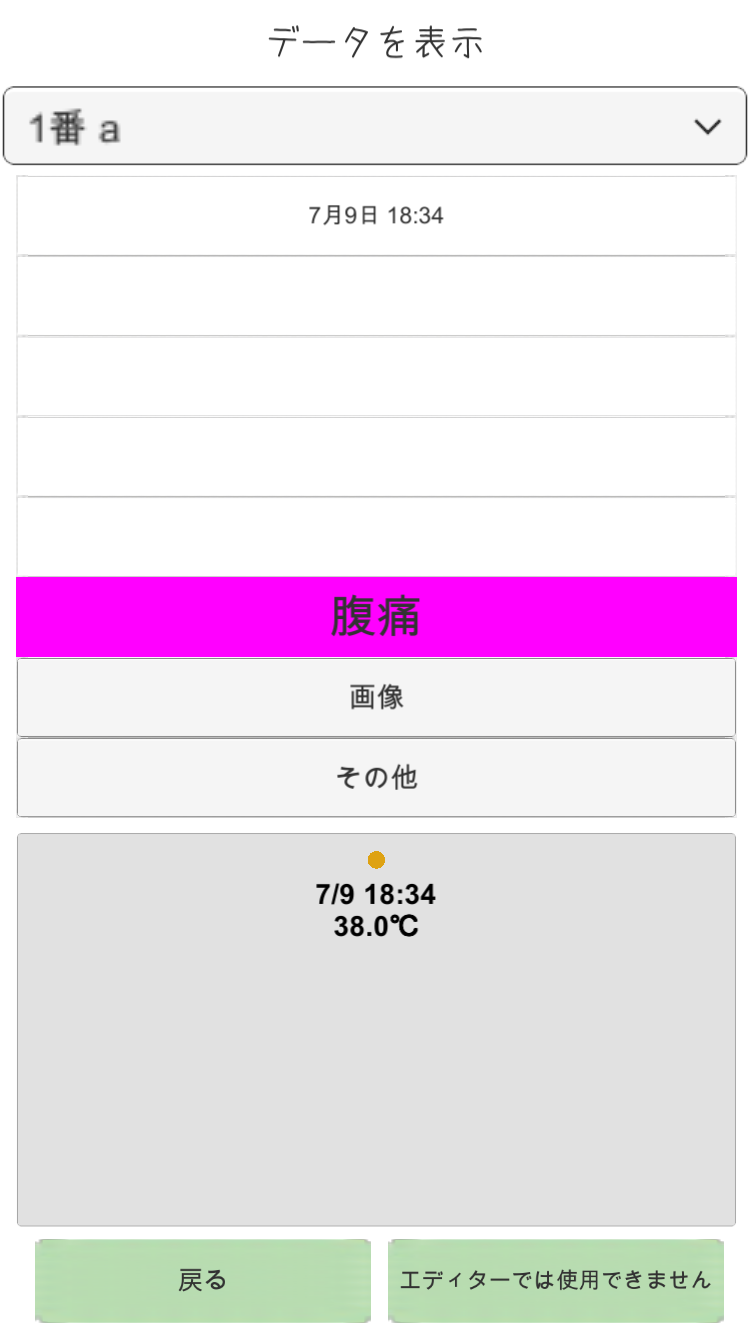 データを表示
1番 a
7月9日 18:34
腹痛
画像
その他
7/9 18:34
38.0℃
戻る
エディターでは使用できません